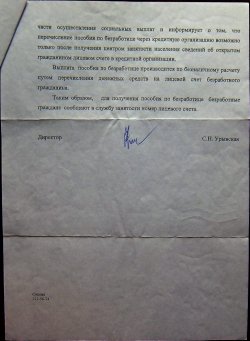 части осуществления социальных выплат и информирует о том, что
перечисление пособия по безработице через кредитную организацию возможно
только после получения центром занятости населения сведений об открытом
гражданином лицевом счете в кредитной организации.
Выплата пособия по безработице производится по безналичному расчету
путем перечисления денежных средств на лицевой счет безработного
гражданина.
Таким образом, для получения пособия по безработице безработные
граждане сообщают в службу занятости номер лицевого счета.
Директор С.П. Урынская